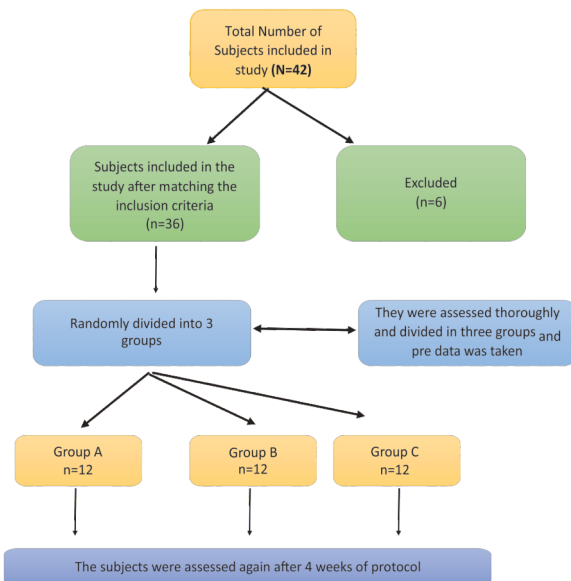 Total Number of
Subjects included in
study (N=42)
Subjects included in the
study after matching the
inclusion criteria
(n=36)
Excluded
(n=6)
Randomly divided into 3
groups
They were assessed thoroughly
and divided in three groups and
pre data was taken
Group A
n=12
Group B
n=12
Group C
n=12
The subjects were assessed again after 4 weeks of protocol